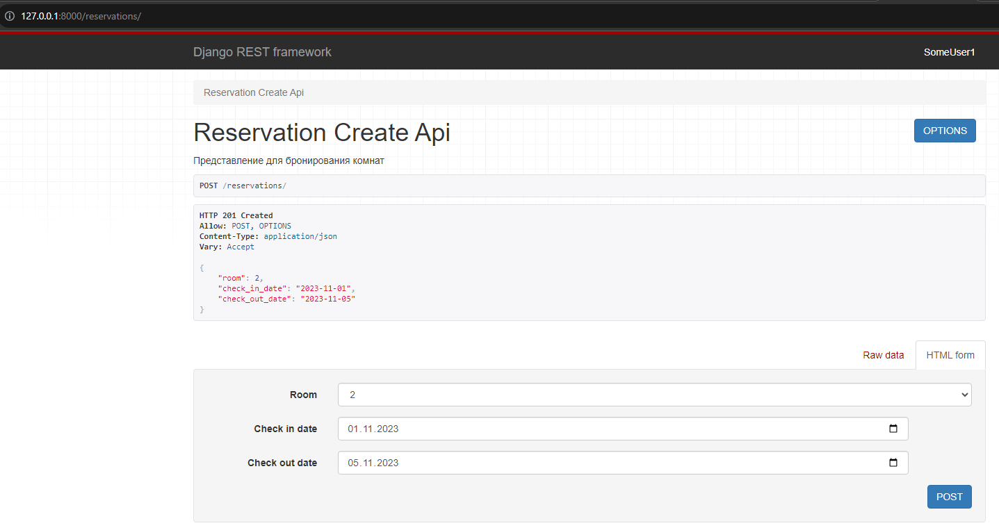 127.0.0.1:8000/reservations/
Django REST framework
SomeUser1
Reservation Create Api
Reservation Create Api
OPTIONS
Представление для бронирования комнат
POST /reservations/
HTTP 201 Created
Allow: POST, OPTIONS
Content-Type: application/json
Vary: Accept
{
"room": 2,
"check_in_date": "2023-11-01",
"check_out_date": "2023-11-05"
}
Raw data
HTML form
Room
2
Check in date
01.11.2023
Check out date
05.11.2023
POST